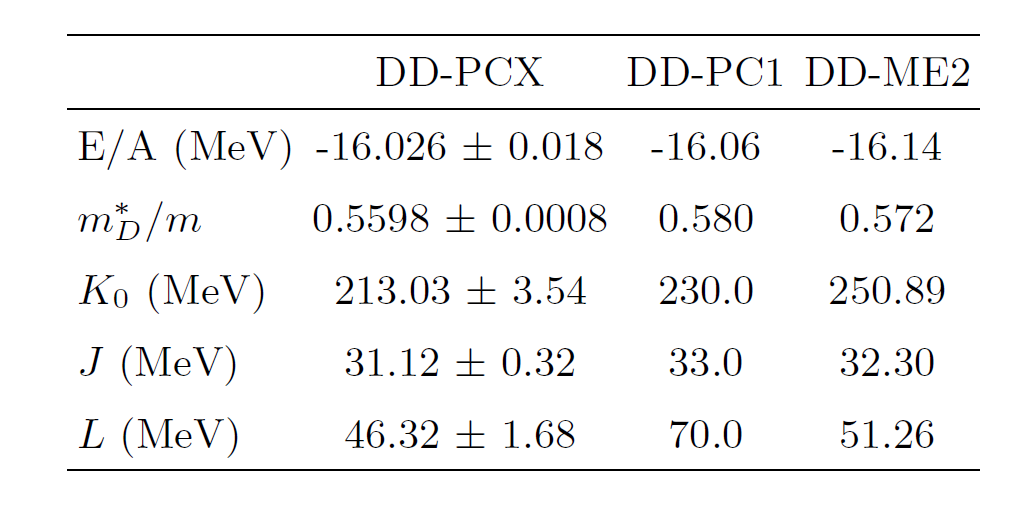 DD-PCX DD-PC1 DD-ME2
E/A (MeV) -16.026 ± 0.018 -16.06 -16.14
m*_D/m 0.5598 ± 0.0008 0.580 0.572
K₀ (MeV) 213.03 ± 3.54 230.0 250.89
J (MeV) 31.12 ± 0.32 33.0 32.30
L (MeV) 46.32 ± 1.68 70.0 51.26